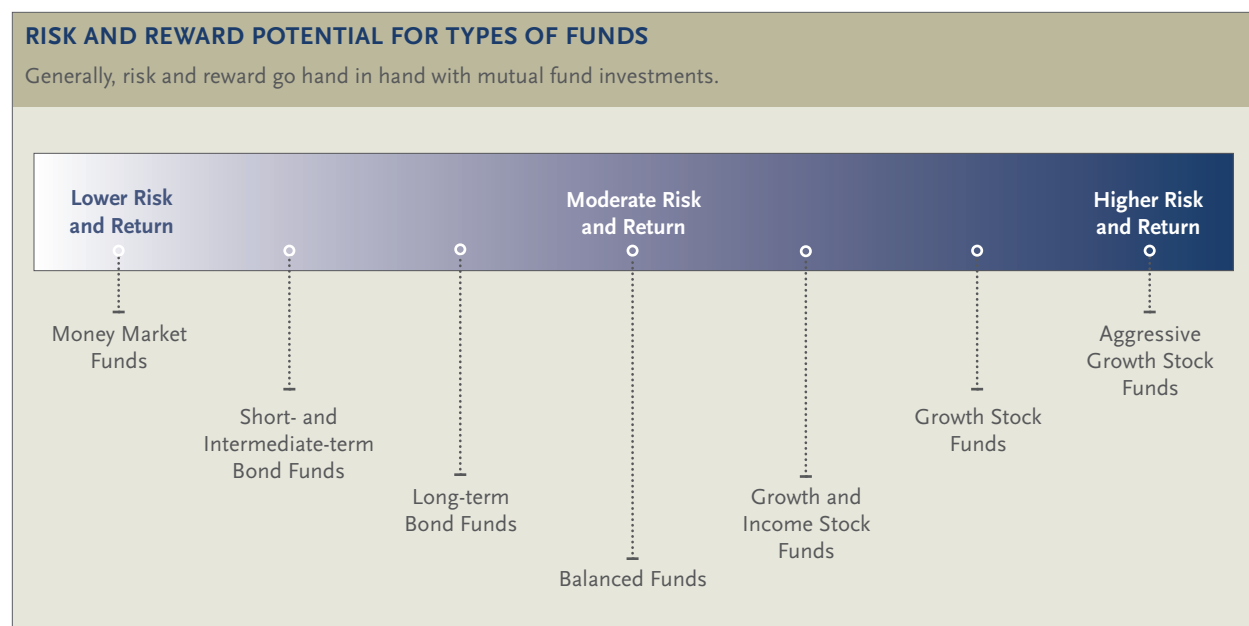 RISK AND REWARD POTENTIAL FOR TYPES OF FUNDS
Generally, risk and reward go hand in hand with mutual fund investments.
Lower Risk
and Return
Moderate Risk
and Return
Higher Risk
and Return
Money Market
Funds
Short- and
Intermediate-term
Bond Funds
Long-term
Bond Funds
Balanced Funds
Growth and
Income Stock
Funds
Growth Stock
Funds
Aggressive
Growth Stock
Funds